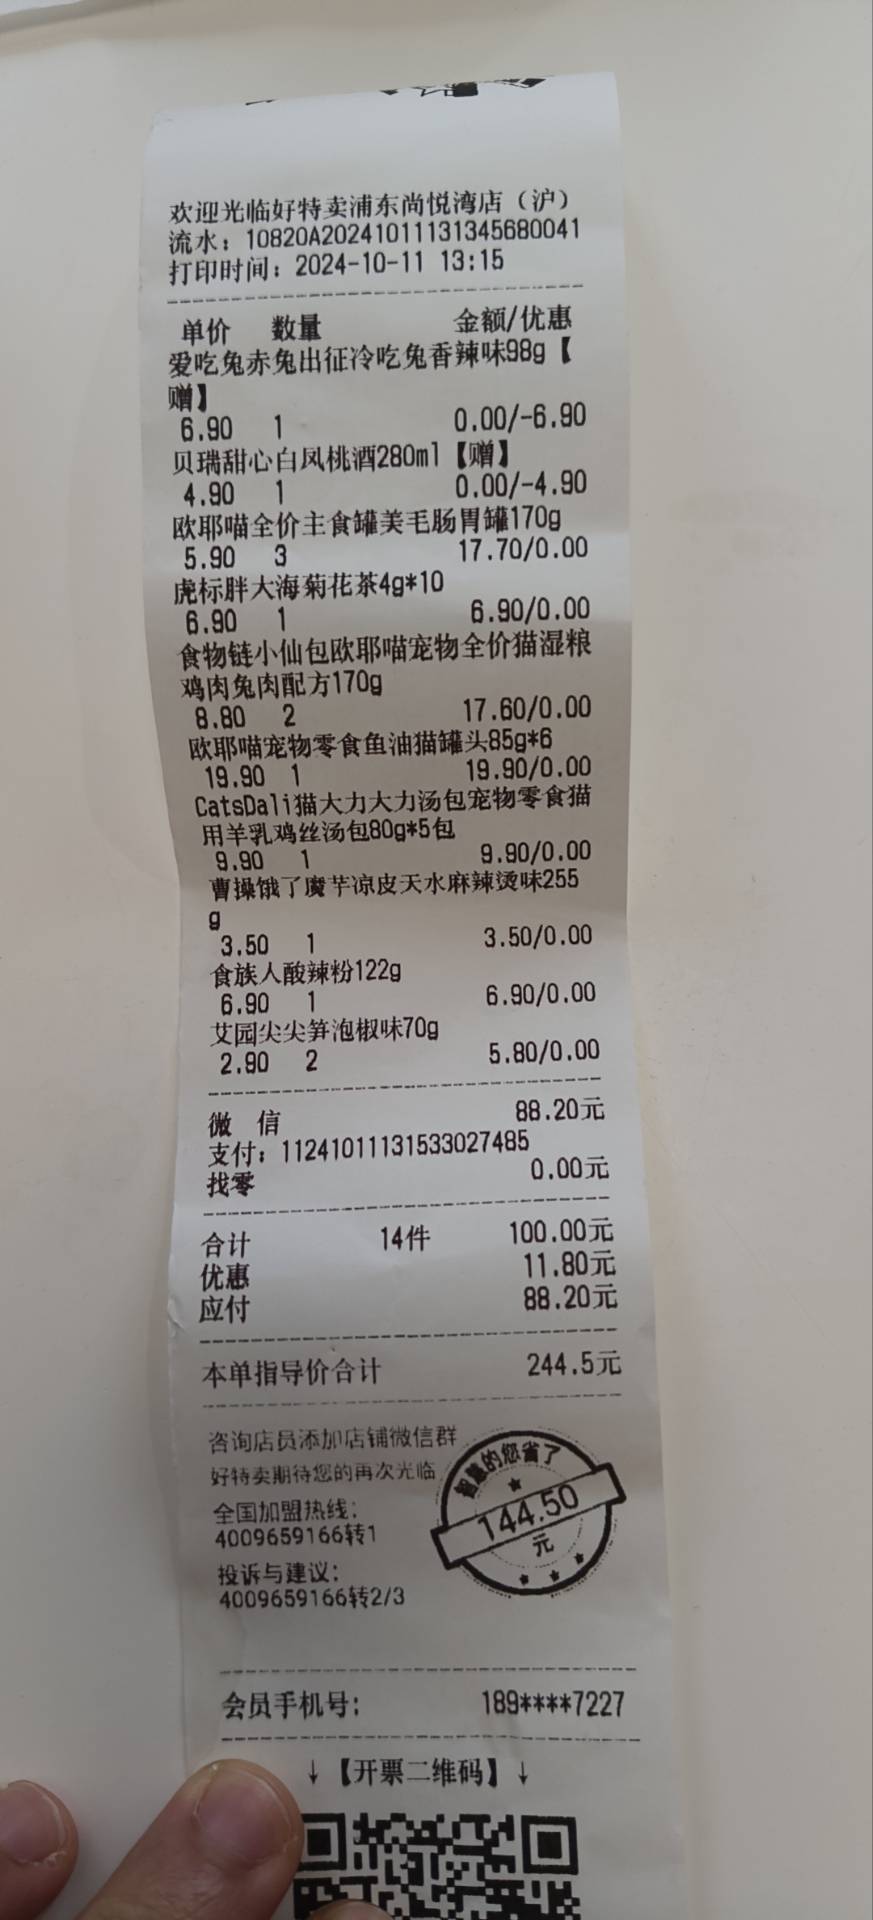 欢迎光临好特卖浦东尚悦湾店（沪）
流水：10820A20241011131345680041
打印时间：2024-10-11 13:15
单价 数量 金额/优惠
爱吃兔赤兔出征冷吃兔香辣味98g【
赠】
6.90 1 0.00/-6.90
贝瑞甜心白凤桃酒280ml【赠】
4.90 1 0.00/-4.90
欧耶喵全价主食罐美毛肠胃罐170g
5.90 3 17.70/0.00
虎标胖大海菊花茶4g*10
6.90 1 6.90/0.00
食物链小仙包欧耶喵宠物全价猫湿粮
鸡肉兔肉配方170g
8.80 2 17.60/0.00
欧耶喵宠物零食鱼油猫罐头85g*6
19.90 1 19.90/0.00
CatsDali猫大力大力汤包宠物零食猫
用羊乳鸡丝汤包80g*5包
9.90 1 9.90/0.00
曹操饿了魔芋凉皮天水麻辣烫味255
g
3.50 1 3.50/0.00
食族人酸辣粉122g
6.90 1 6.90/0.00
艾园尖尖笋泡椒味70g
2.90 2 5.80/0.00
微 信 88.20元
支付：11241011131533027485
找零 0.00元
合计 14件 100.00元
优惠 11.80元
应付 88.20元
本单指导价合计 244.5元
咨询店员添加店铺微信群
好特卖期待您的再次光临
智慧的您省了
144.50
元
全国加盟热线：
4009659166转1
投诉与建议：
4009659166转2/3
会员手机号： 189****7227
↓【开票二维码】↓